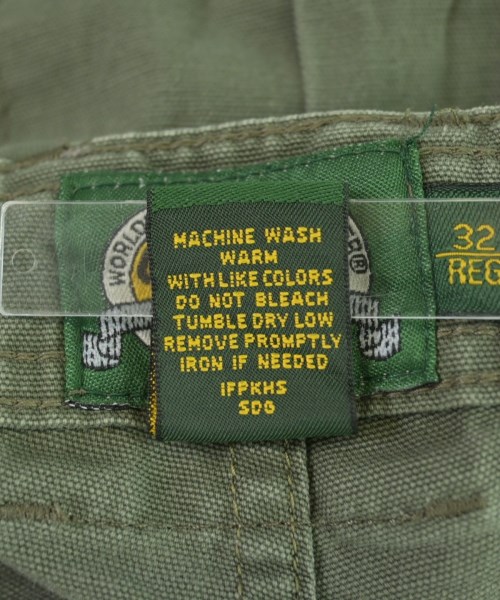 MACHINE WASH
WARM
WITH LIKE COLORS
DO NOT BLEACH
TUMBLE DRY LOW
REMOVE PROMPTLY
IRON IF NEEDED
IFPKHS
SDG
WORLD
®
32
REG